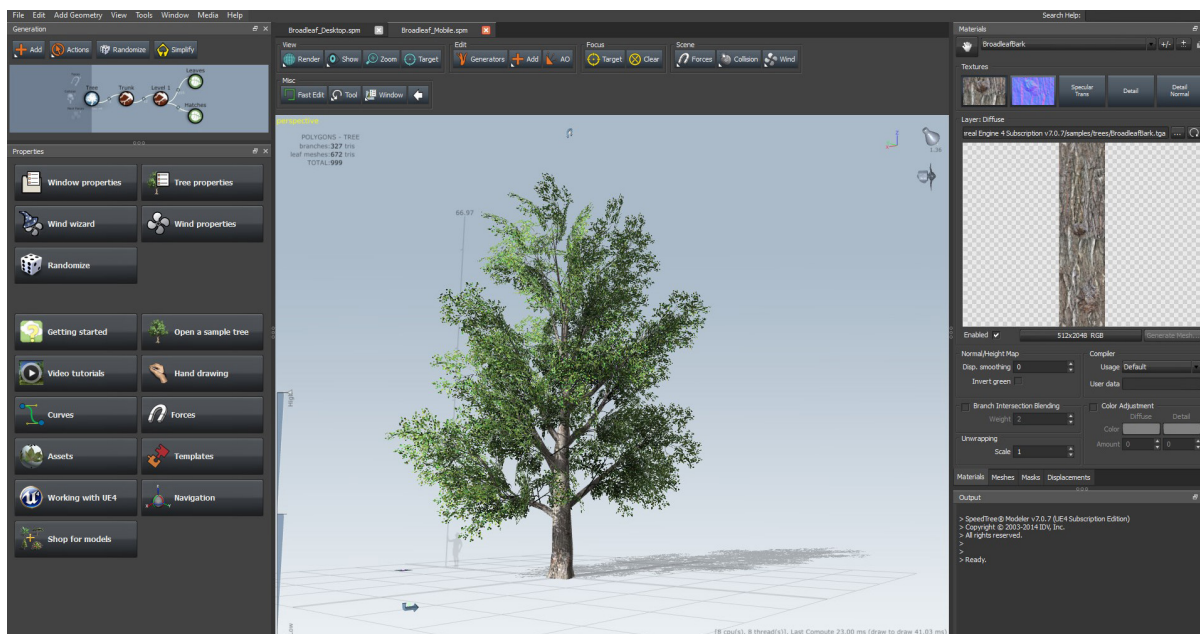 File Edit Add Geometry View Tools Window Media Help
Search Help:
Generation
Add Actions Randomize Simplify
Leaves
Tree Trunk Level 1
Hatches
Properties
Window properties Tree properties
Wind wizard Wind properties
Randomize
Getting started Open a sample tree
Video tutorials Hand drawing
Curves Forces
Assets Templates
Working with UE4 Navigation
Shop for models
Broadleaf_Desktop.spm Broadleaf_Mobile.spm
View Edit Focus Scene
Render Show Zoom Target Generators Add AO Target Clear Forces Collision Wind
Misc
Fast Edit Tool Window
perspective
POLYGONS - TREE
branches:327 tris
leaf meshes:672 tris
TOTAL:999
1.36
66.97
High
[8 cpu(s), 8 thread(s)], Last Compute 23.00 ms (draw to draw 41.03 ms)
Materials
BroadleafBark +/-
Textures
Specular Trans Detail Detail Normal
Layer: Diffuse
ireal Engine 4 Subscription v7.0.7/samples/trees/BroadleafBark.tga ...
Enabled 512x2048 RGB Generate Mesh...
Normal/Height Map Compiler
Disp. smoothing 0 Usage Default
Invert green User data
Branch Intersection Blending Color Adjustment
Weight 2 Diffuse Detail
Color
Unwrapping Amount 0 0
Scale 1
Materials Meshes Masks Displacements
Output
> SpeedTree® Modeler v7.0.7 (UE4 Subscription Edition)
> Copyright © 2003-2014 IDV, Inc.
> All rights reserved.
>
>
> Ready.